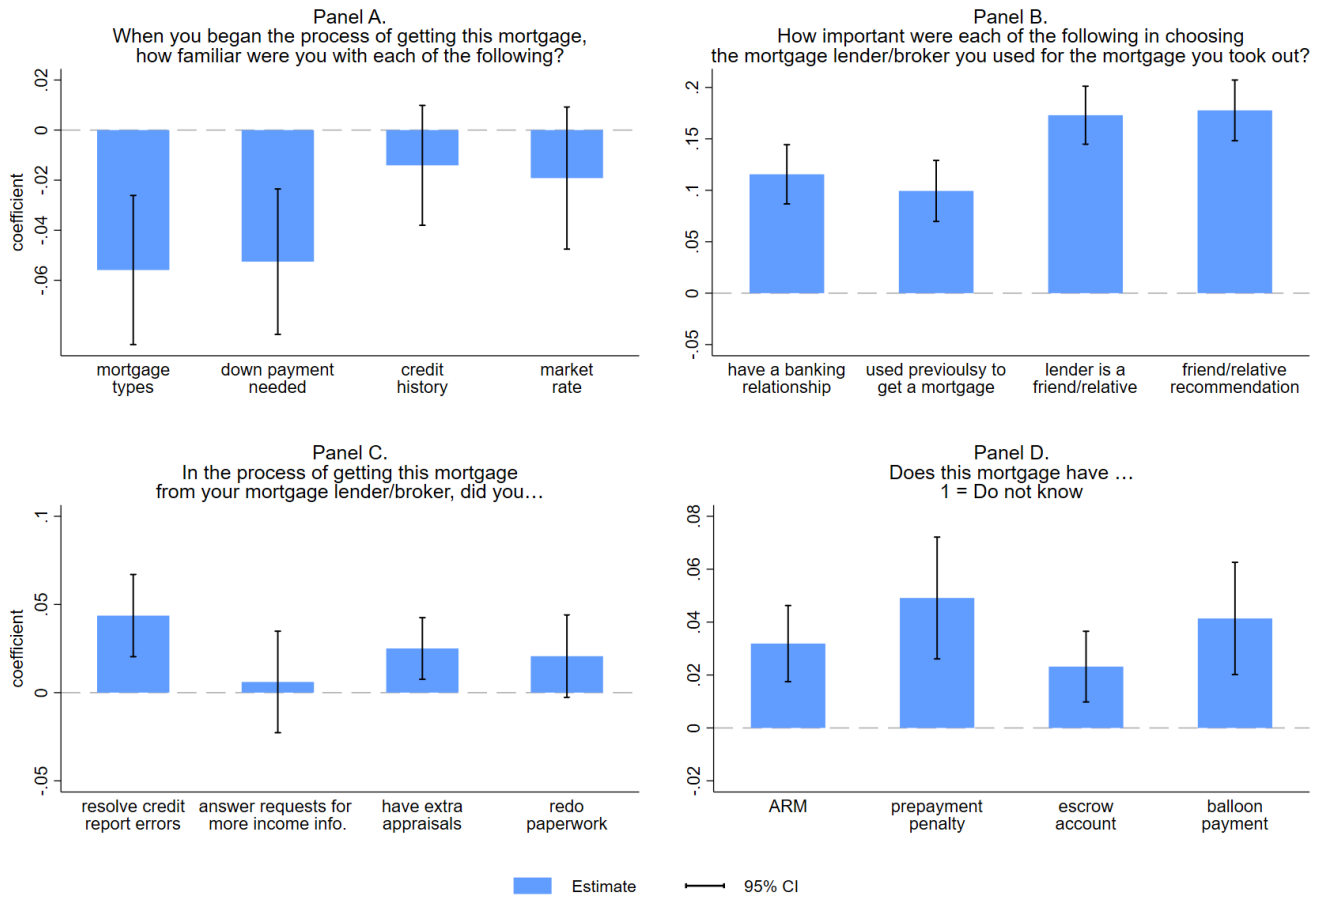 Panel A.
When you began the process of getting this mortgage,
how familiar were you with each of the following?
coefficient
.02
0
-.02
-.04
-.06
mortgage types
down payment needed
credit history
market rate
Panel B.
How important were each of the following in choosing
the mortgage lender/broker you used for the mortgage you took out?
.2
.15
.1
.05
0
-.05
have a banking relationship
used previoulsy to get a mortgage
lender is a friend/relative
friend/relative recommendation
Panel C.
In the process of getting this mortgage
from your mortgage lender/broker, did you…
coefficient
.1
.05
0
-.05
resolve credit report errors
answer requests for more income info.
have extra appraisals
redo paperwork
Panel D.
Does this mortgage have …
1 = Do not know
.08
.06
.04
.02
0
-.02
ARM
prepayment penalty
escrow account
balloon payment
Estimate
95% CI